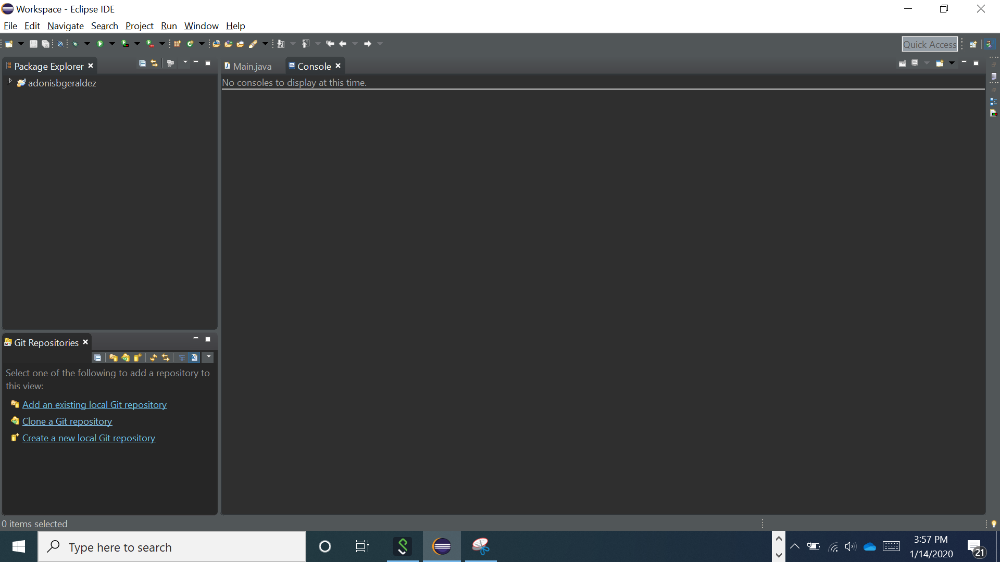 Workspace - Eclipse IDE
File Edit Navigate Search Project Run Window Help
Quick Access
Package Explorer
Main.java
Console
adonisbgeraldez
No consoles to display at this time.
Git Repositories
Select one of the following to add a repository to
this view:
Add an existing local Git repository
Clone a Git repository
Create a new local Git repository
0 items selected
Type here to search
3:57 PM
1/14/2020
21